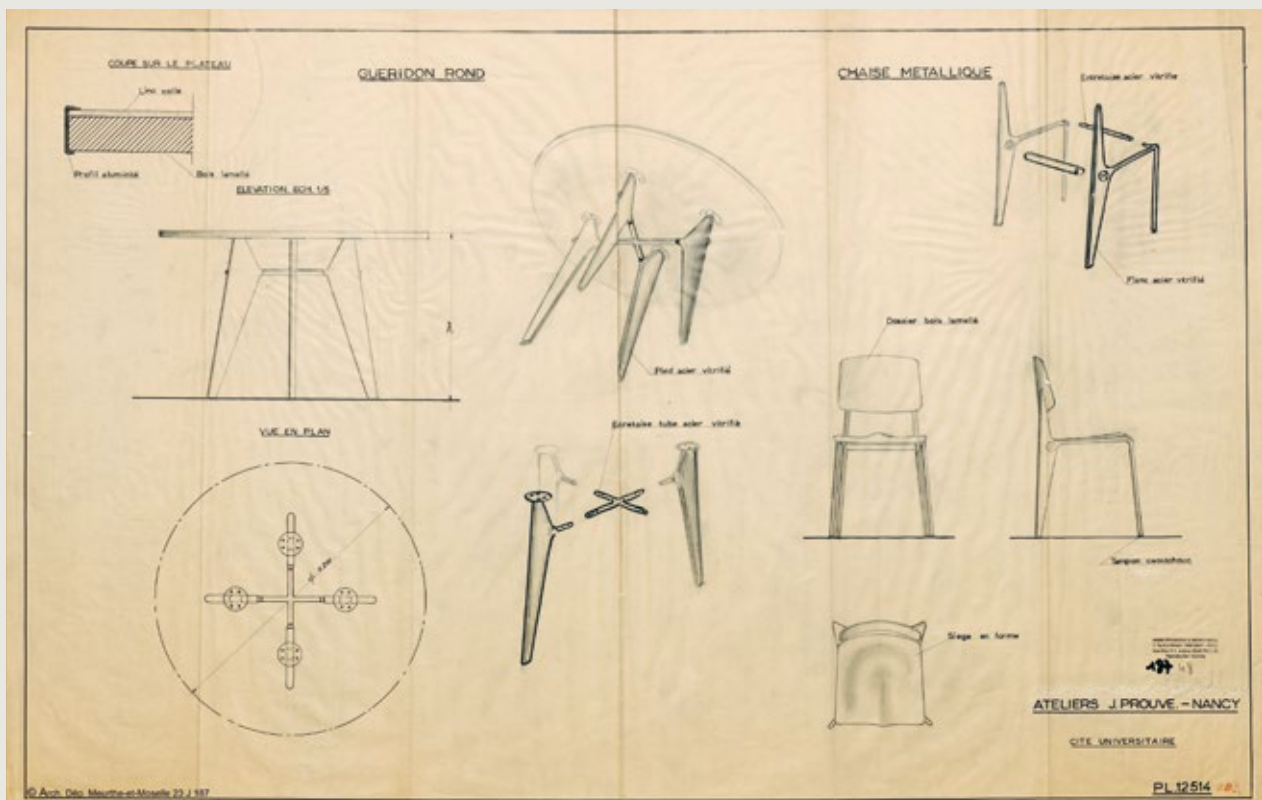 COUPE SUR LE PLATEAU
Lino collé
Profil aluminié
Bois lamellé
GUERIDON ROND
ELEVATION ECH. 1/5
Pied acier vitrifié
VUE EN PLAN
Entretoise tube acier vitrifié
CHAISE METALLIQUE
Entretoise acier vitrifié
Flanc acier vitrifié
Dossier bois lamellé
Tampon caoutchouc
Siege en forme
ATELIERS J. PROUVE. - NANCY
CITE UNIVERSITAIRE
PL.12514
© Arch. Dép. Meurthe-et-Moselle 23 J 187